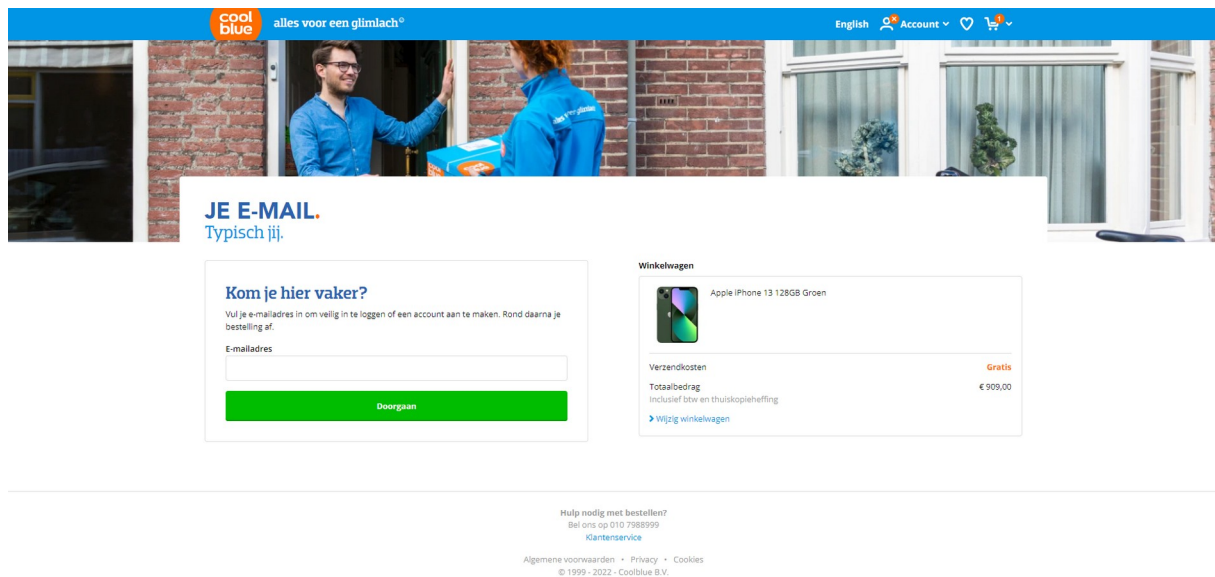 cool
blue
alles voor een glimlach®
English
Account
1
JE E-MAIL.
Typisch jij.
Kom je hier vaker?
Vul je e-mailadres in om veilig in te loggen of een account aan te maken. Rond daarna je
bestelling af.
E-mailadres
Doorgaan
Winkelwagen
Apple iPhone 13 128GB Groen
Verzendkosten Gratis
Totaalbedrag € 909,00
Inclusief btw en thuiskopieheffing
Wijzig winkelwagen
Hulp nodig met bestellen?
Bel ons op 010 7988999
Klantenservice
Algemene voorwaarden • Privacy • Cookies
© 1999 - 2022 - Coolblue B.V.